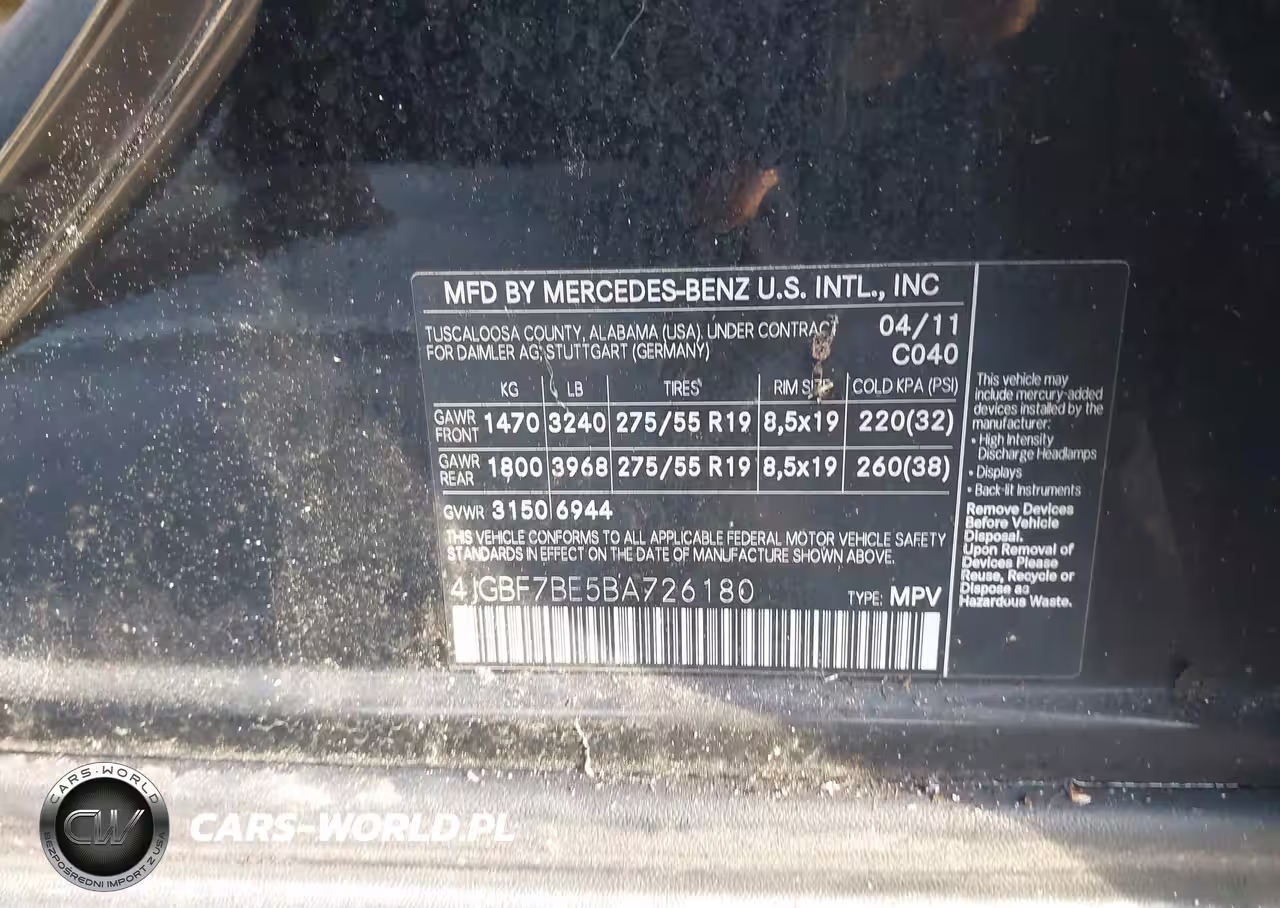 MFD BY MERCEDES-BENZ U.S. INTL., INC
TUSCALOOSA COUNTY, ALABAMA (USA), UNDER CONTRACT
FOR DAIMLER AG, STUTTGART (GERMANY)
04/11
C040
KG LB TIRES RIM SIZE COLD KPA (PSI)
GAWR FRONT 1470 3240 275/55 R19 8,5x19 220(32)
GAWR REAR 1800 3968 275/55 R19 8,5x19 260(38)
GVWR 3150 6944
THIS VEHICLE CONFORMS TO ALL APPLICABLE FEDERAL MOTOR VEHICLE SAFETY
STANDARDS IN EFFECT ON THE DATE OF MANUFACTURE SHOWN ABOVE.
4JGBF7BE5BA726180
TYPE: MPV
This vehicle may
include mercury-added
devices installed by the
manufacturer:
• High Intensity
Discharge Headlamps
• Displays
• Back-lit Instruments
Remove Devices
Before Vehicle
Disposal.
Upon Removal of
Devices Please
Reuse, Recycle or
Dispose as
Hazardous Waste.
CARS-WORLD
CW
BEZPOŚREDNI IMPORT Z USA
CARS-WORLD.PL